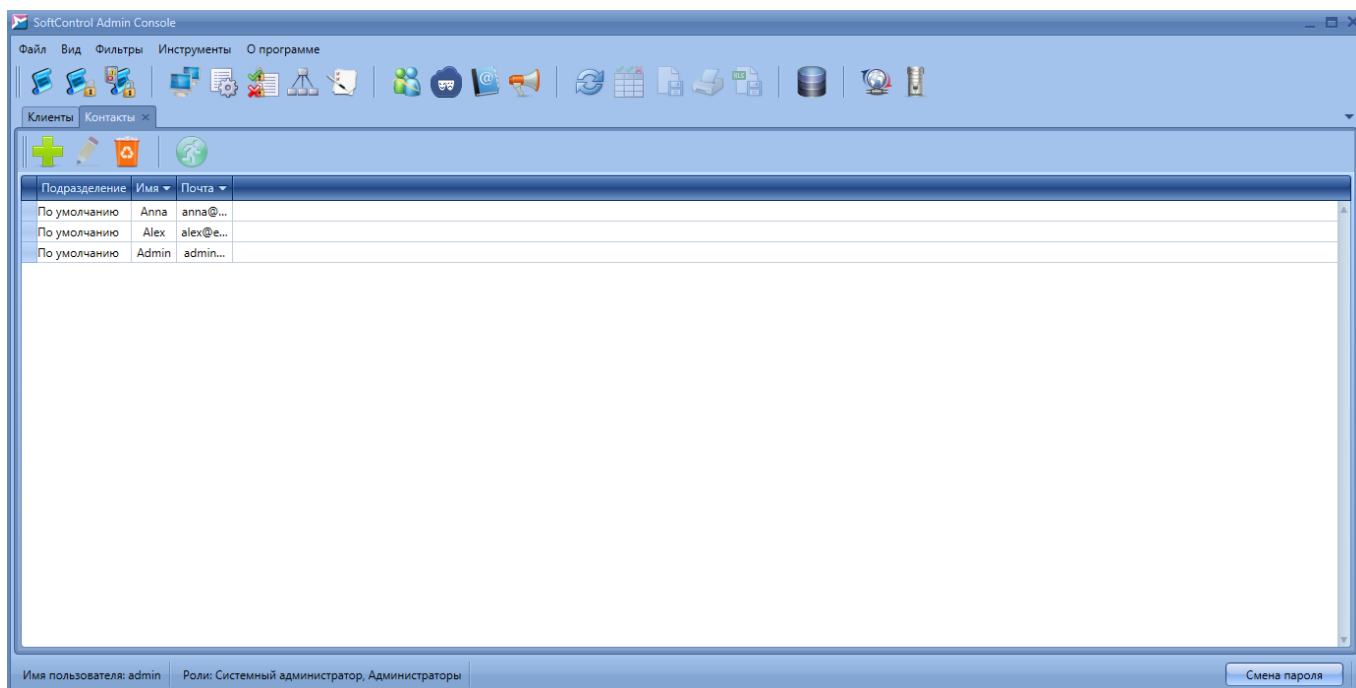 SoftControl Admin Console
Файл Вид Фильтры Инструменты О программе
XLS
Клиенты Контакты
Подразделение Имя Почта
По умолчанию Anna anna@...
По умолчанию Alex alex@e...
По умолчанию Admin admin...
Имя пользователя: admin Роли: Системный администратор, Администраторы Смена пароля